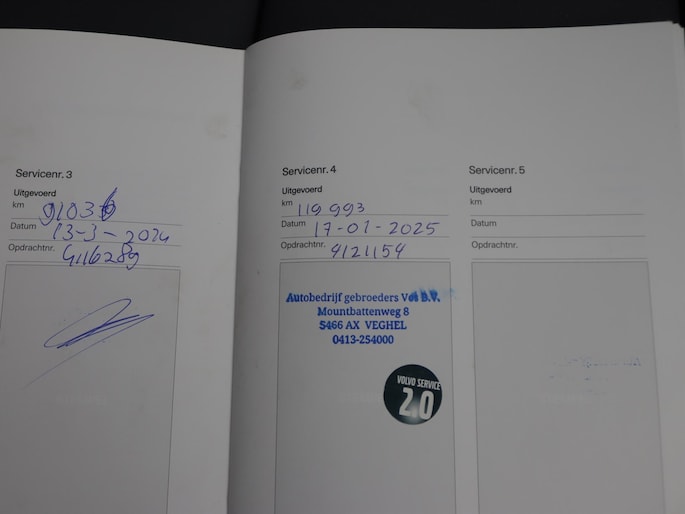 Servicenr. 3
Uitgevoerd
km 91036
Datum 13-3-2024
Opdrachtnr. 4116289
Servicenr. 4
Uitgevoerd
km 119 993
Datum 17-01-2025
Opdrachtnr. 4121154
Autobedrijf gebroeders Vos B.V.
Mountbattenweg 8
5466 AX VEGHEL
0413-254000
VOLVO SERVICE
2.0
Servicenr. 5
Uitgevoerd
km
Datum
Opdrachtnr.